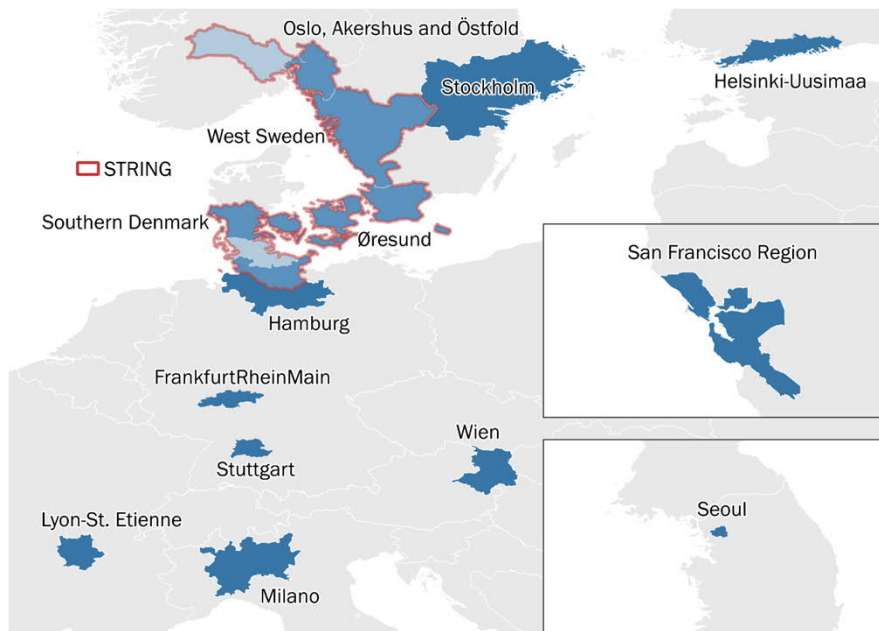 Oslo, Akershus and Östfold
Stockholm
Helsinki-Uusimaa
West Sweden
STRING
Southern Denmark
Øresund
San Francisco Region
Hamburg
FrankfurtRheinMain
Wien
Stuttgart
Seoul
Lyon-St. Etienne
Milano